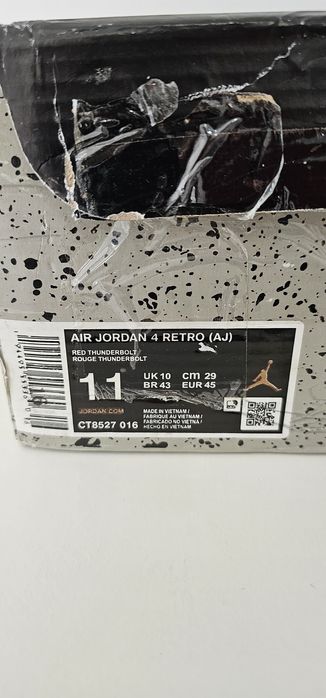 AIR JORDAN 4 RETRO (AJ)
RED THUNDERBOLT
ROUGE THUNDERBOLT
11 UK 10 cm 29
BR 43 EUR 45
JORDAN.COM
CT8527 016
MADE IN VIETNAM /
FABRIQUÉ AU VIETNAM /
FABRICADO NO VIETNÃ /
HECHO EN VIETNAM